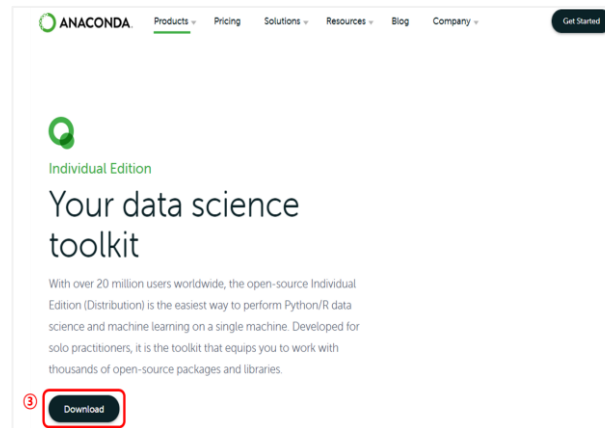 ANACONDA. Products Pricing Solutions Resources Blog Company Get Started
Individual Edition
Your data science
toolkit
With over 20 million users worldwide, the open-source Individual
Edition (Distribution) is the easiest way to perform Python/R data
science and machine learning on a single machine. Developed for
solo practitioners, it is the toolkit that equips you to work with
thousands of open-source packages and libraries.
③ Download